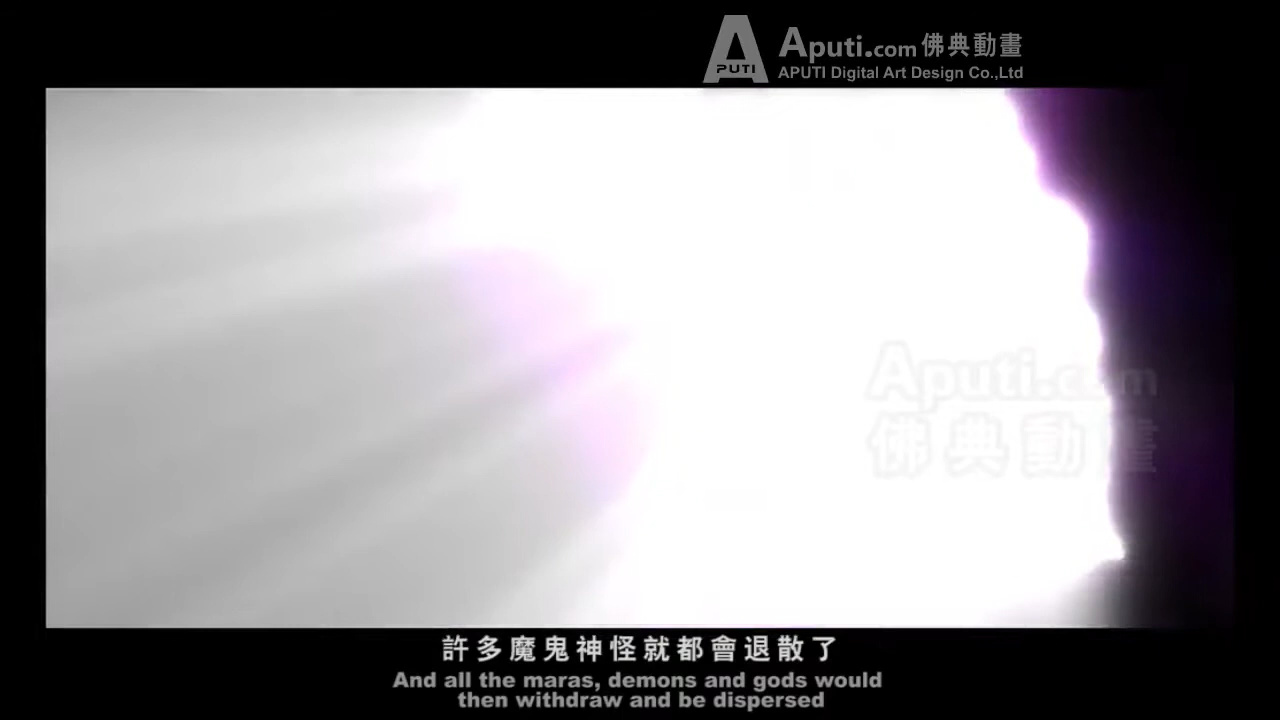 Aputi.com 佛典動畫
APUTI
APUTI Digital Art Design Co.,Ltd
Aputi.com
佛典動畫
許多魔鬼神怪就都會退散了
And all the maras, demons and gods would
then withdraw and be dispersed